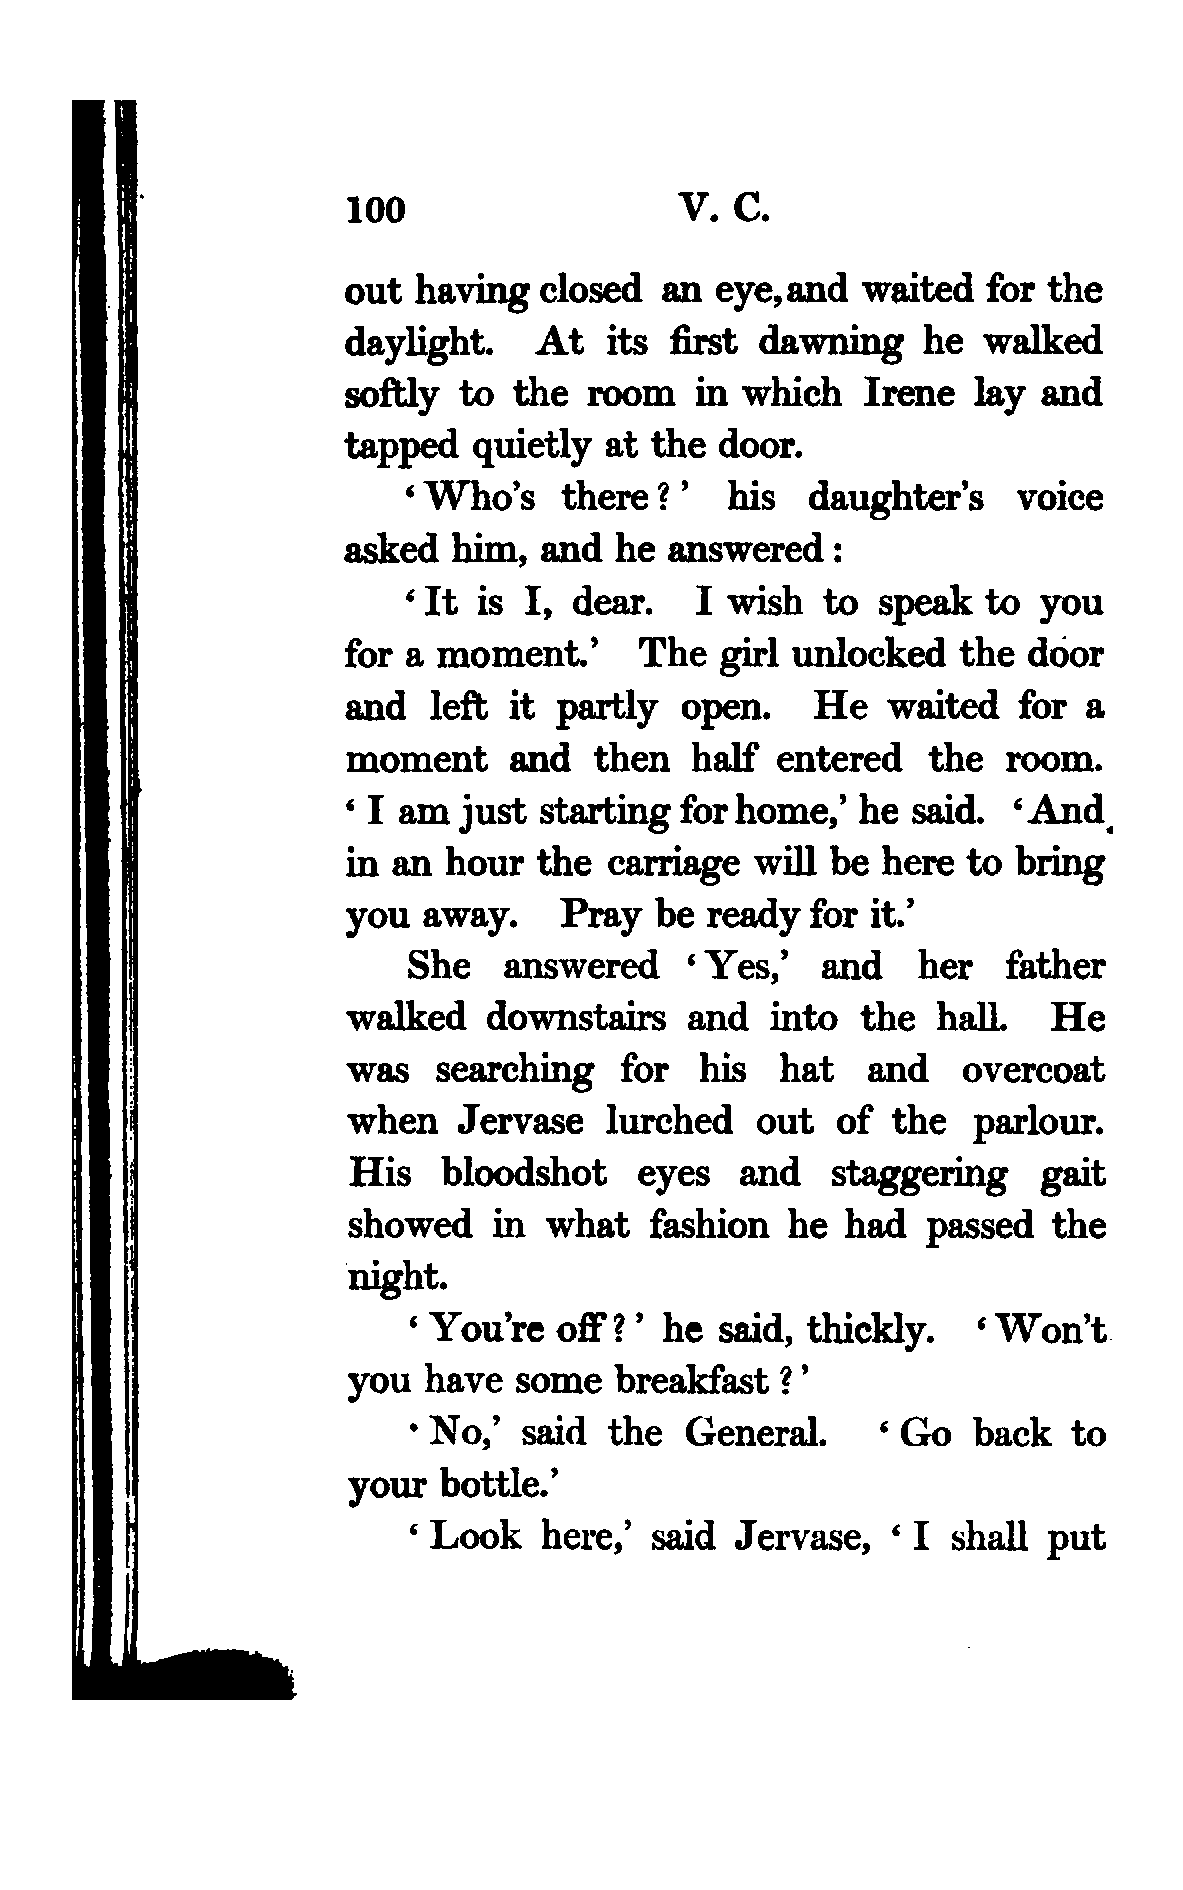 100 V. C.
out having closed an eye, and waited for the
daylight. At its first dawning he walked
softly to the room in which Irene lay and
tapped quietly at the door.
‘Who’s there?’ his daughter’s voice
asked him, and he answered:
‘It is I, dear. I wish to speak to you
for a moment.’ The girl unlocked the door
and left it partly open. He waited for a
moment and then half entered the room.
‘I am just starting for home,’ he said. ‘And
in an hour the carriage will be here to bring
you away. Pray be ready for it.’
She answered ‘Yes,’ and her father
walked downstairs and into the hall. He
was searching for his hat and overcoat
when Jervase lurched out of the parlour.
His bloodshot eyes and staggering gait
showed in what fashion he had passed the
night.
‘You’re off?’ he said, thickly. ‘Won’t
you have some breakfast?’
‘No,’ said the General. ‘Go back to
your bottle.’
‘Look here,’ said Jervase, ‘I shall put